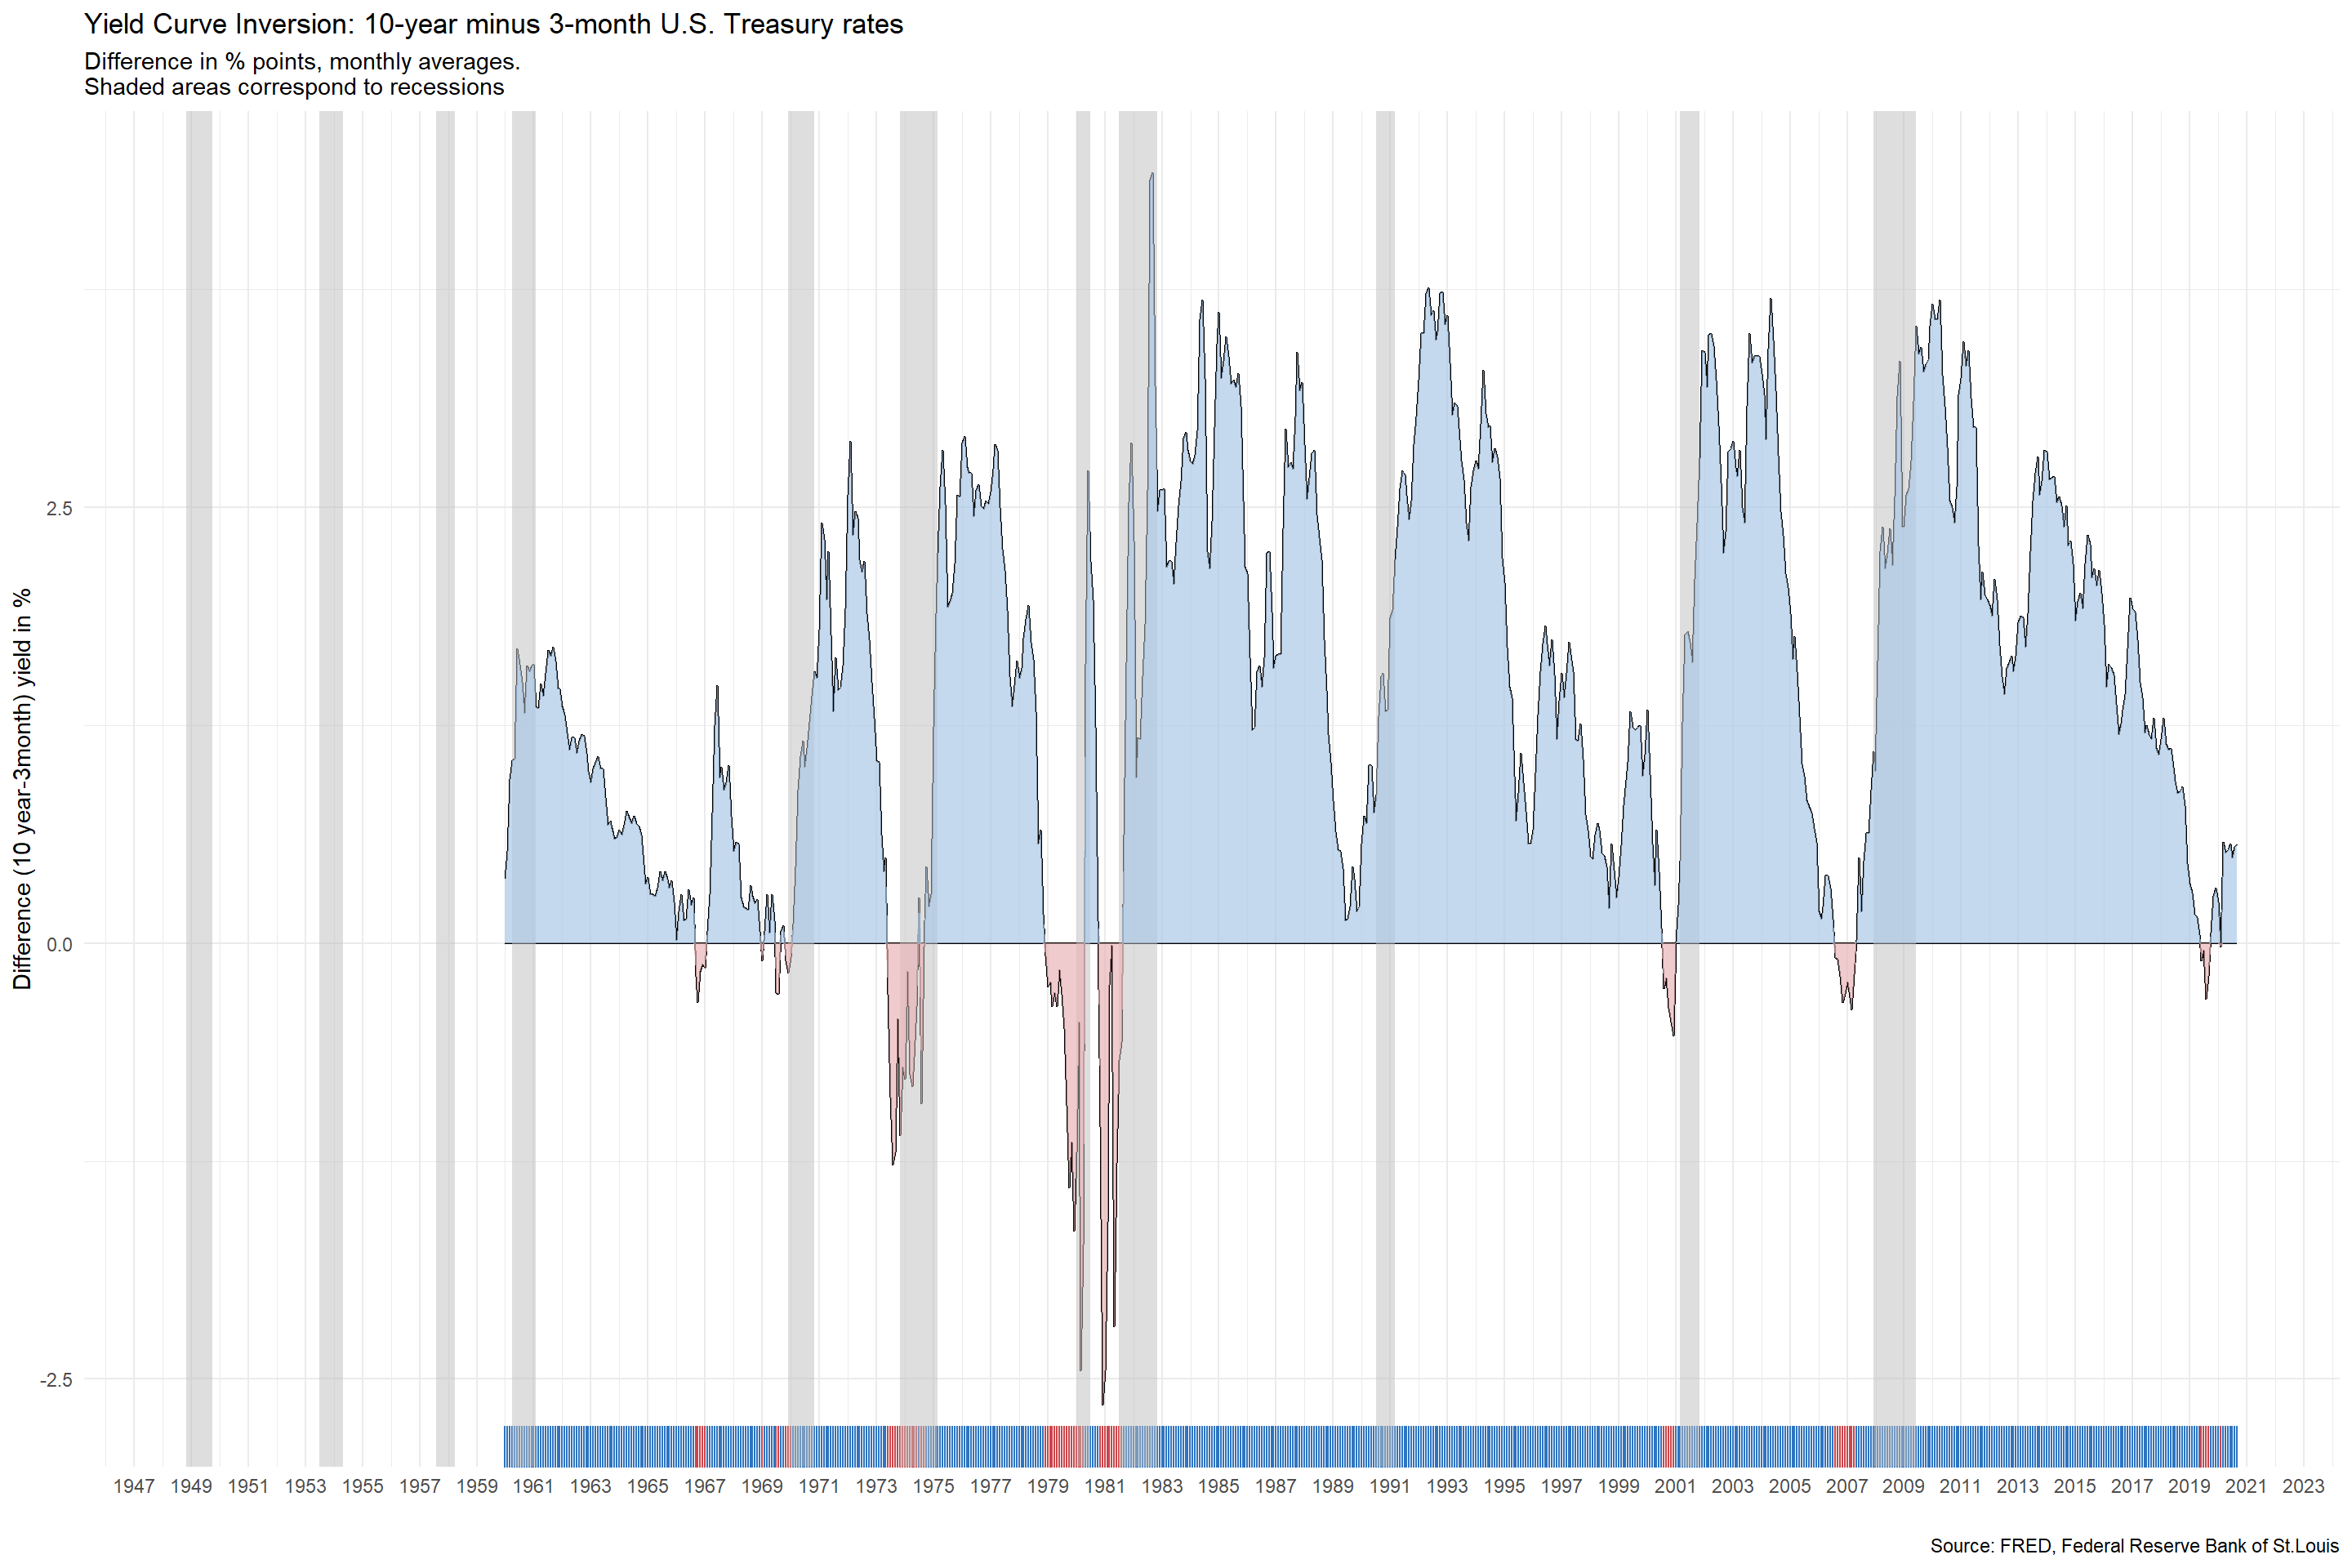 Yield Curve Inversion: 10-year minus 3-month U.S. Treasury rates
Difference in % points, monthly averages.
Shaded areas correspond to recessions
Difference (10 year-3month) yield in %
2.5
0.0
-2.5
1947 1949 1951 1953 1955 1957 1959 1961 1963 1965 1967 1969 1971 1973 1975 1977 1979 1981 1983 1985 1987 1989 1991 1993 1995 1997 1999 2001 2003 2005 2007 2009 2011 2013 2015 2017 2019 2021 2023
Source: FRED, Federal Reserve Bank of St.Louis